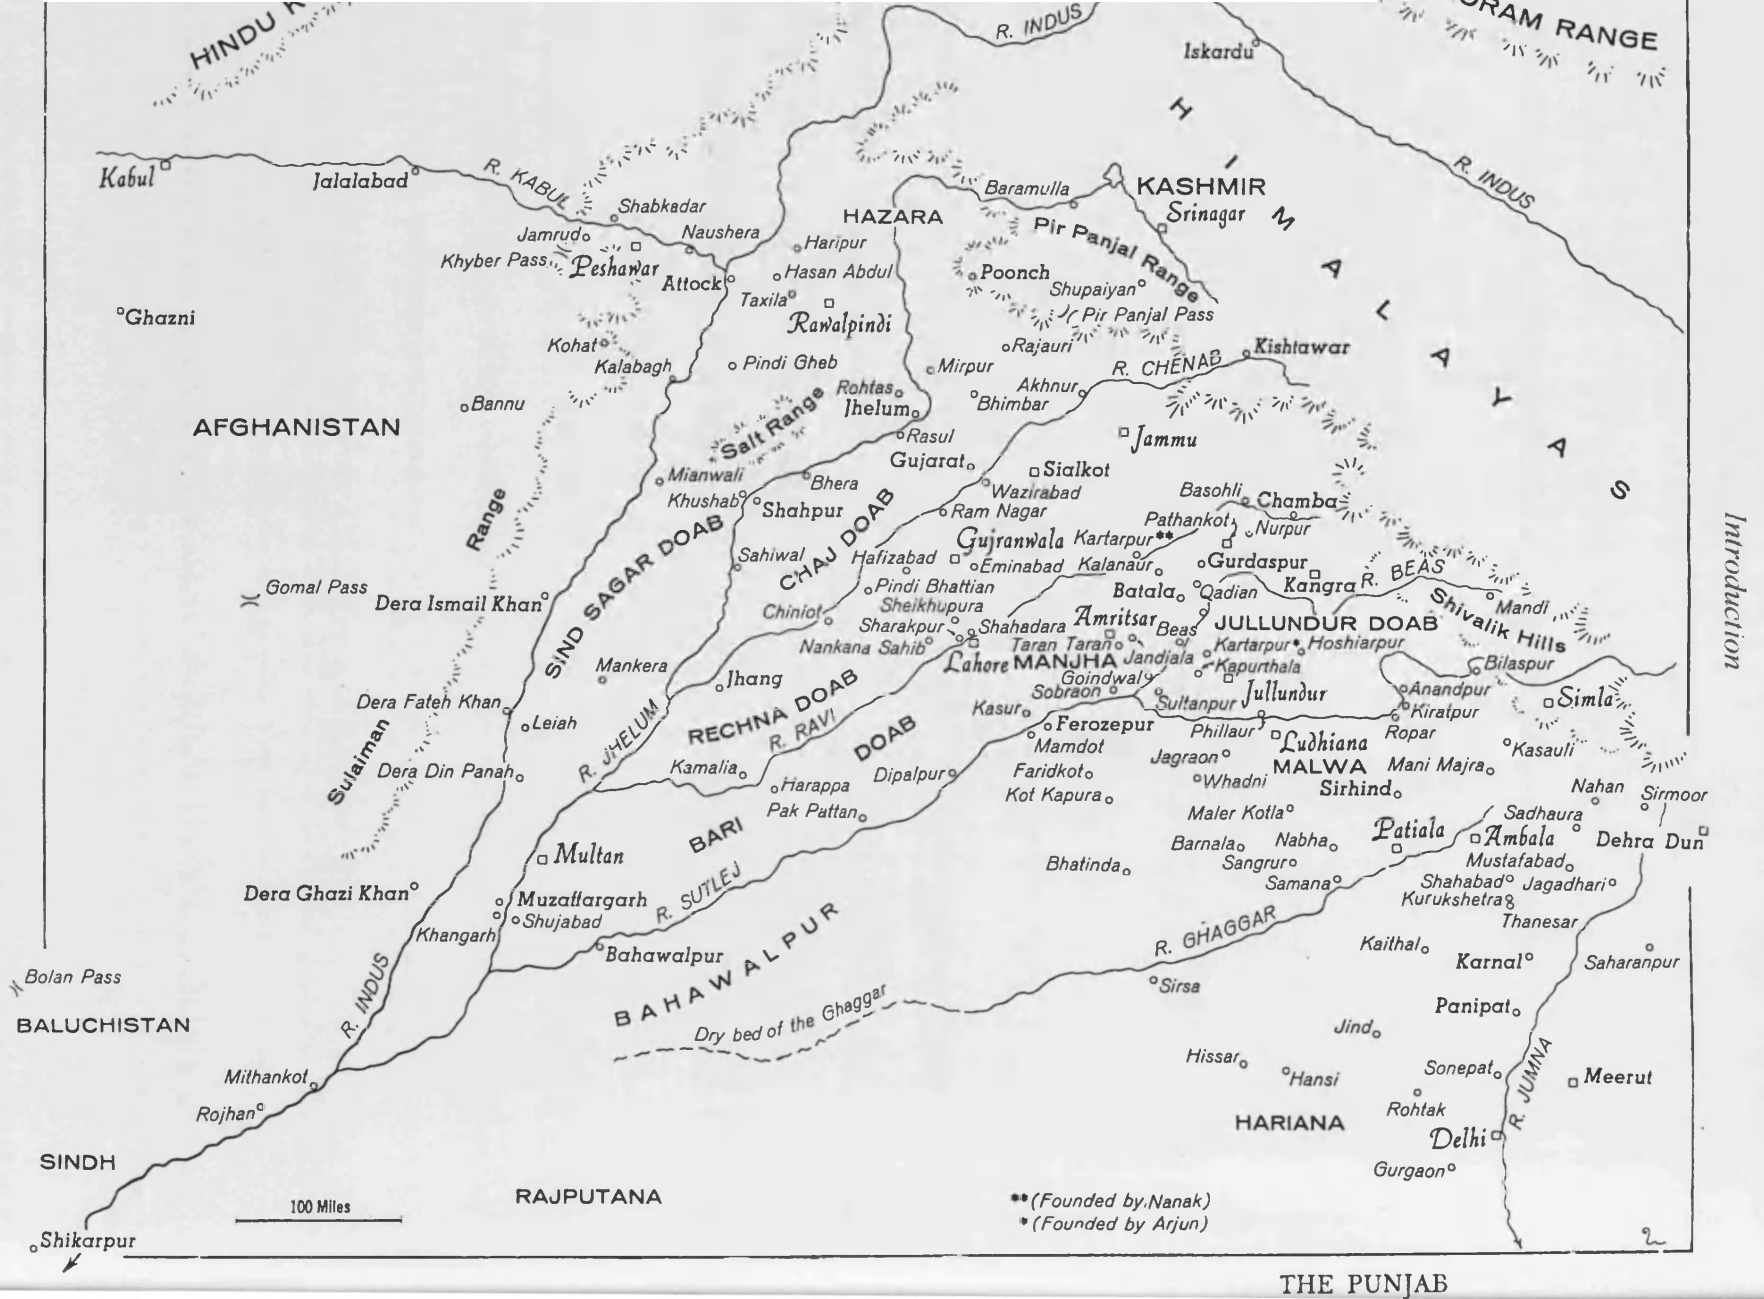 HINDU
R. INDUS
Iskardu
ORAM RANGE
HIMALAYAS
R. INDUS
Kabul
Jalalabad
R. KABUL
Shabkadar
Baramulla
KASHMIR
Srinagar
HAZARA
Jamrud
Naushera
Haripur
Pir Panjal Range
Khyber Pass
Peshawar
Attock
Hasan Abdul
Poonch
Shupaiyan
Taxila
Ghazni
Rawalpindi
Pir Panjal Pass
Kohat
Rajauri
Kishtawar
Kalabagh
Pindi Gheb
Mirpur
R. CHENAB
Rohtas
Akhnur
Bannu
Jhelum
Bhimbar
AFGHANISTAN
Salt Range
Rasul
Jammu
Gujarat
Sialkot
Mianwali
Bhera
Wazirabad
Basohli
Chamba
Khushab
Shahpur
Ram Nagar
Pathankot
Nurpur
Range
SIND SAGAR DOAB
CHAJ DOAB
Gujranwala
Kartarpur**
Sahiwal
Hafizabad
Eminabad
Kalanaur
Gurdaspur
Kangra
R. BEAS
Gomal Pass
Pindi Bhattian
Batala
Qadian
Mandi
Dera Ismail Khan
Chiniot
Sheikhupura
Shivalik Hills
Sharakpur
Shahadara
Amritsar
Beas
JULLUNDUR DOAB
Nankana Sahib
Taran Taran
Kartarpur*
Hoshiarpur
Lahore
MANJHA
Jandiala
Kapurthala
Bilaspur
Mankera
Jhang
Goindwal
Sobraon
Sultanpur
Jullundur
Anandpur
Simla
Dera Fateh Khan
Leiah
R. JHELUM
RECHNA DOAB
R. RAVI
DOAB
Kasur
Ferozepur
Kiratpur
Phillaur
Ludhiana
Ropar
Mamdot
Kasauli
Sulaiman
Dera Din Panah
Kamalia
Harappa
Dipalpur
Faridkot
Jagraon
MALWA
Mani Majra
Whadni
Sirhind
Nahan
Sirmoor
Pak Pattan
Kot Kapura
Maler Kotla
Sadhaura
BARI
Barnala
Nabha
Patiala
Ambala
Dehra Dun
Multan
Bhatinda
Sangrur
Mustafabad
Dera Ghazi Khan
Samana
Shahabad
Jagadhari
Muzaffargarh
R. SUTLEJ
Kurukshetra
Shujabad
Thanesar
Khangarh
R. GHAGGAR
Kaithal
Bahawalpur
BAHAWALPUR
Karnal
Saharanpur
Bolan Pass
Sirsa
R. INDUS
Dry bed of the Ghaggar
Panipat
BALUCHISTAN
Jind
Hissar
Hansi
Sonepat
R. JUMNA
Meerut
Mithankot
Rojhan
Rohtak
HARIANA
Delhi
SINDH
Gurgaon
RAJPUTANA
100 Miles
**(Founded by Nanak)
*(Founded by Arjun)
Shikarpur
2
THE PUNJAB
Introduction